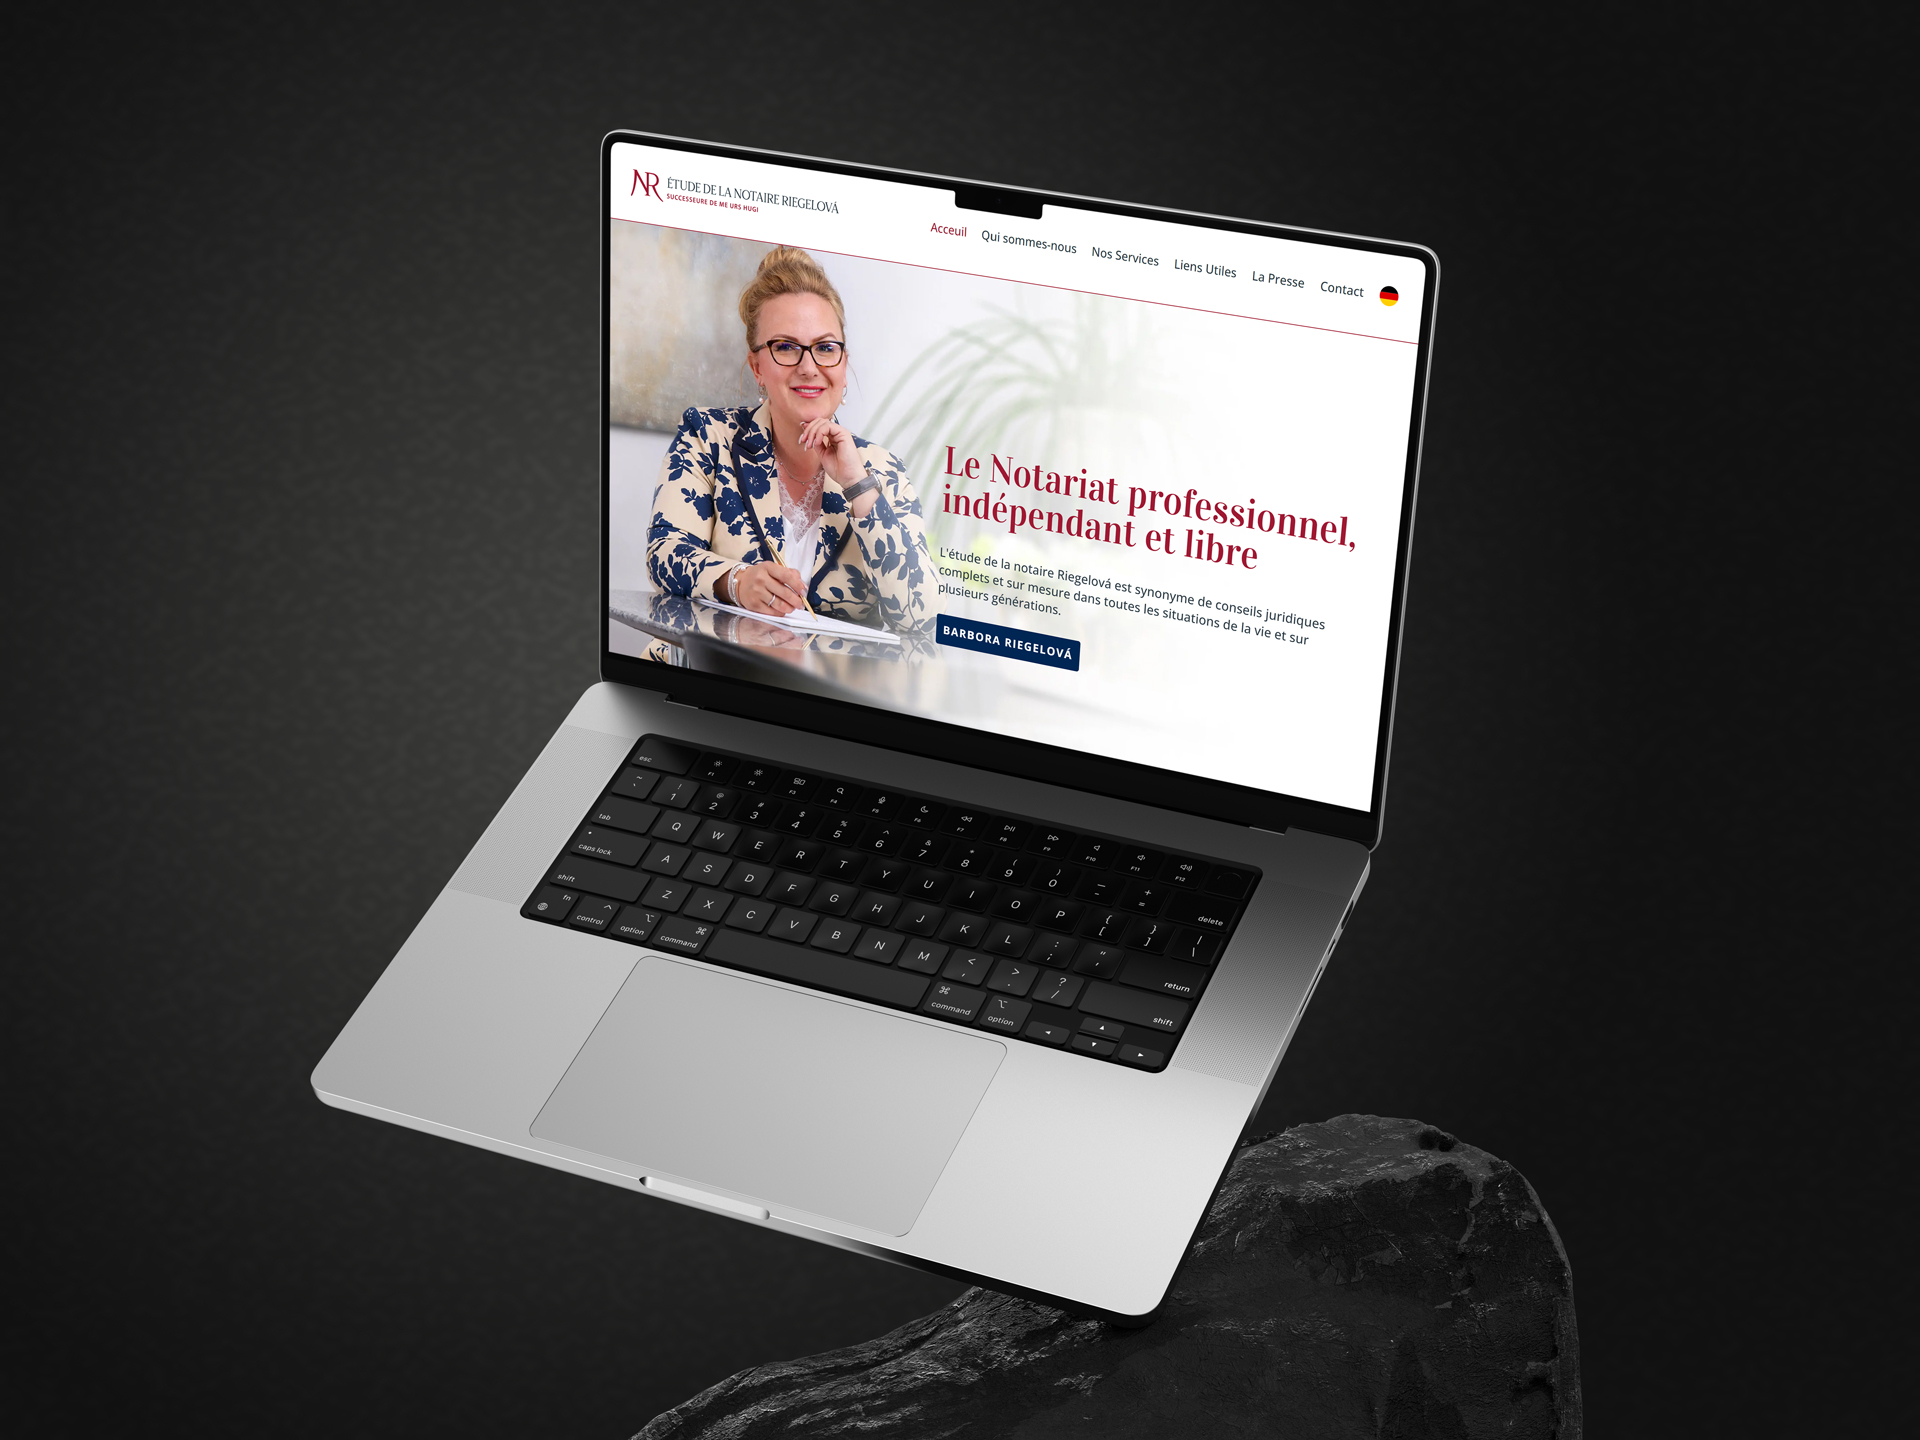 NR
ÉTUDE DE LA NOTAIRE RIEGELOVÁ
SUCCESSEURE DE ME URS HUGI
Acceuil Qui sommes-nous Nos Services Liens Utiles La Presse Contact
Le Notariat professionnel,
indépendant et libre
L'étude de la notaire Riegelová est synonyme de conseils juridiques
complets et sur mesure dans toutes les situations de la vie et sur
plusieurs générations.
BARBORA RIEGELOVÁ
esc F1 F2 F3 F4 F5 F6 F7 F8 F9 F10 F11 F12
~ ` ! 1 @ 2 # 3 $ 4 % 5 ^ 6 & 7 * 8 ( 9 ) 0 — - + = delete
tab Q W E R T Y U I O P { [ } ] | \
caps lock A S D F G H J K L : ; " ' return
shift Z X C V B N M < , > . ? / shift
fn control option command command option